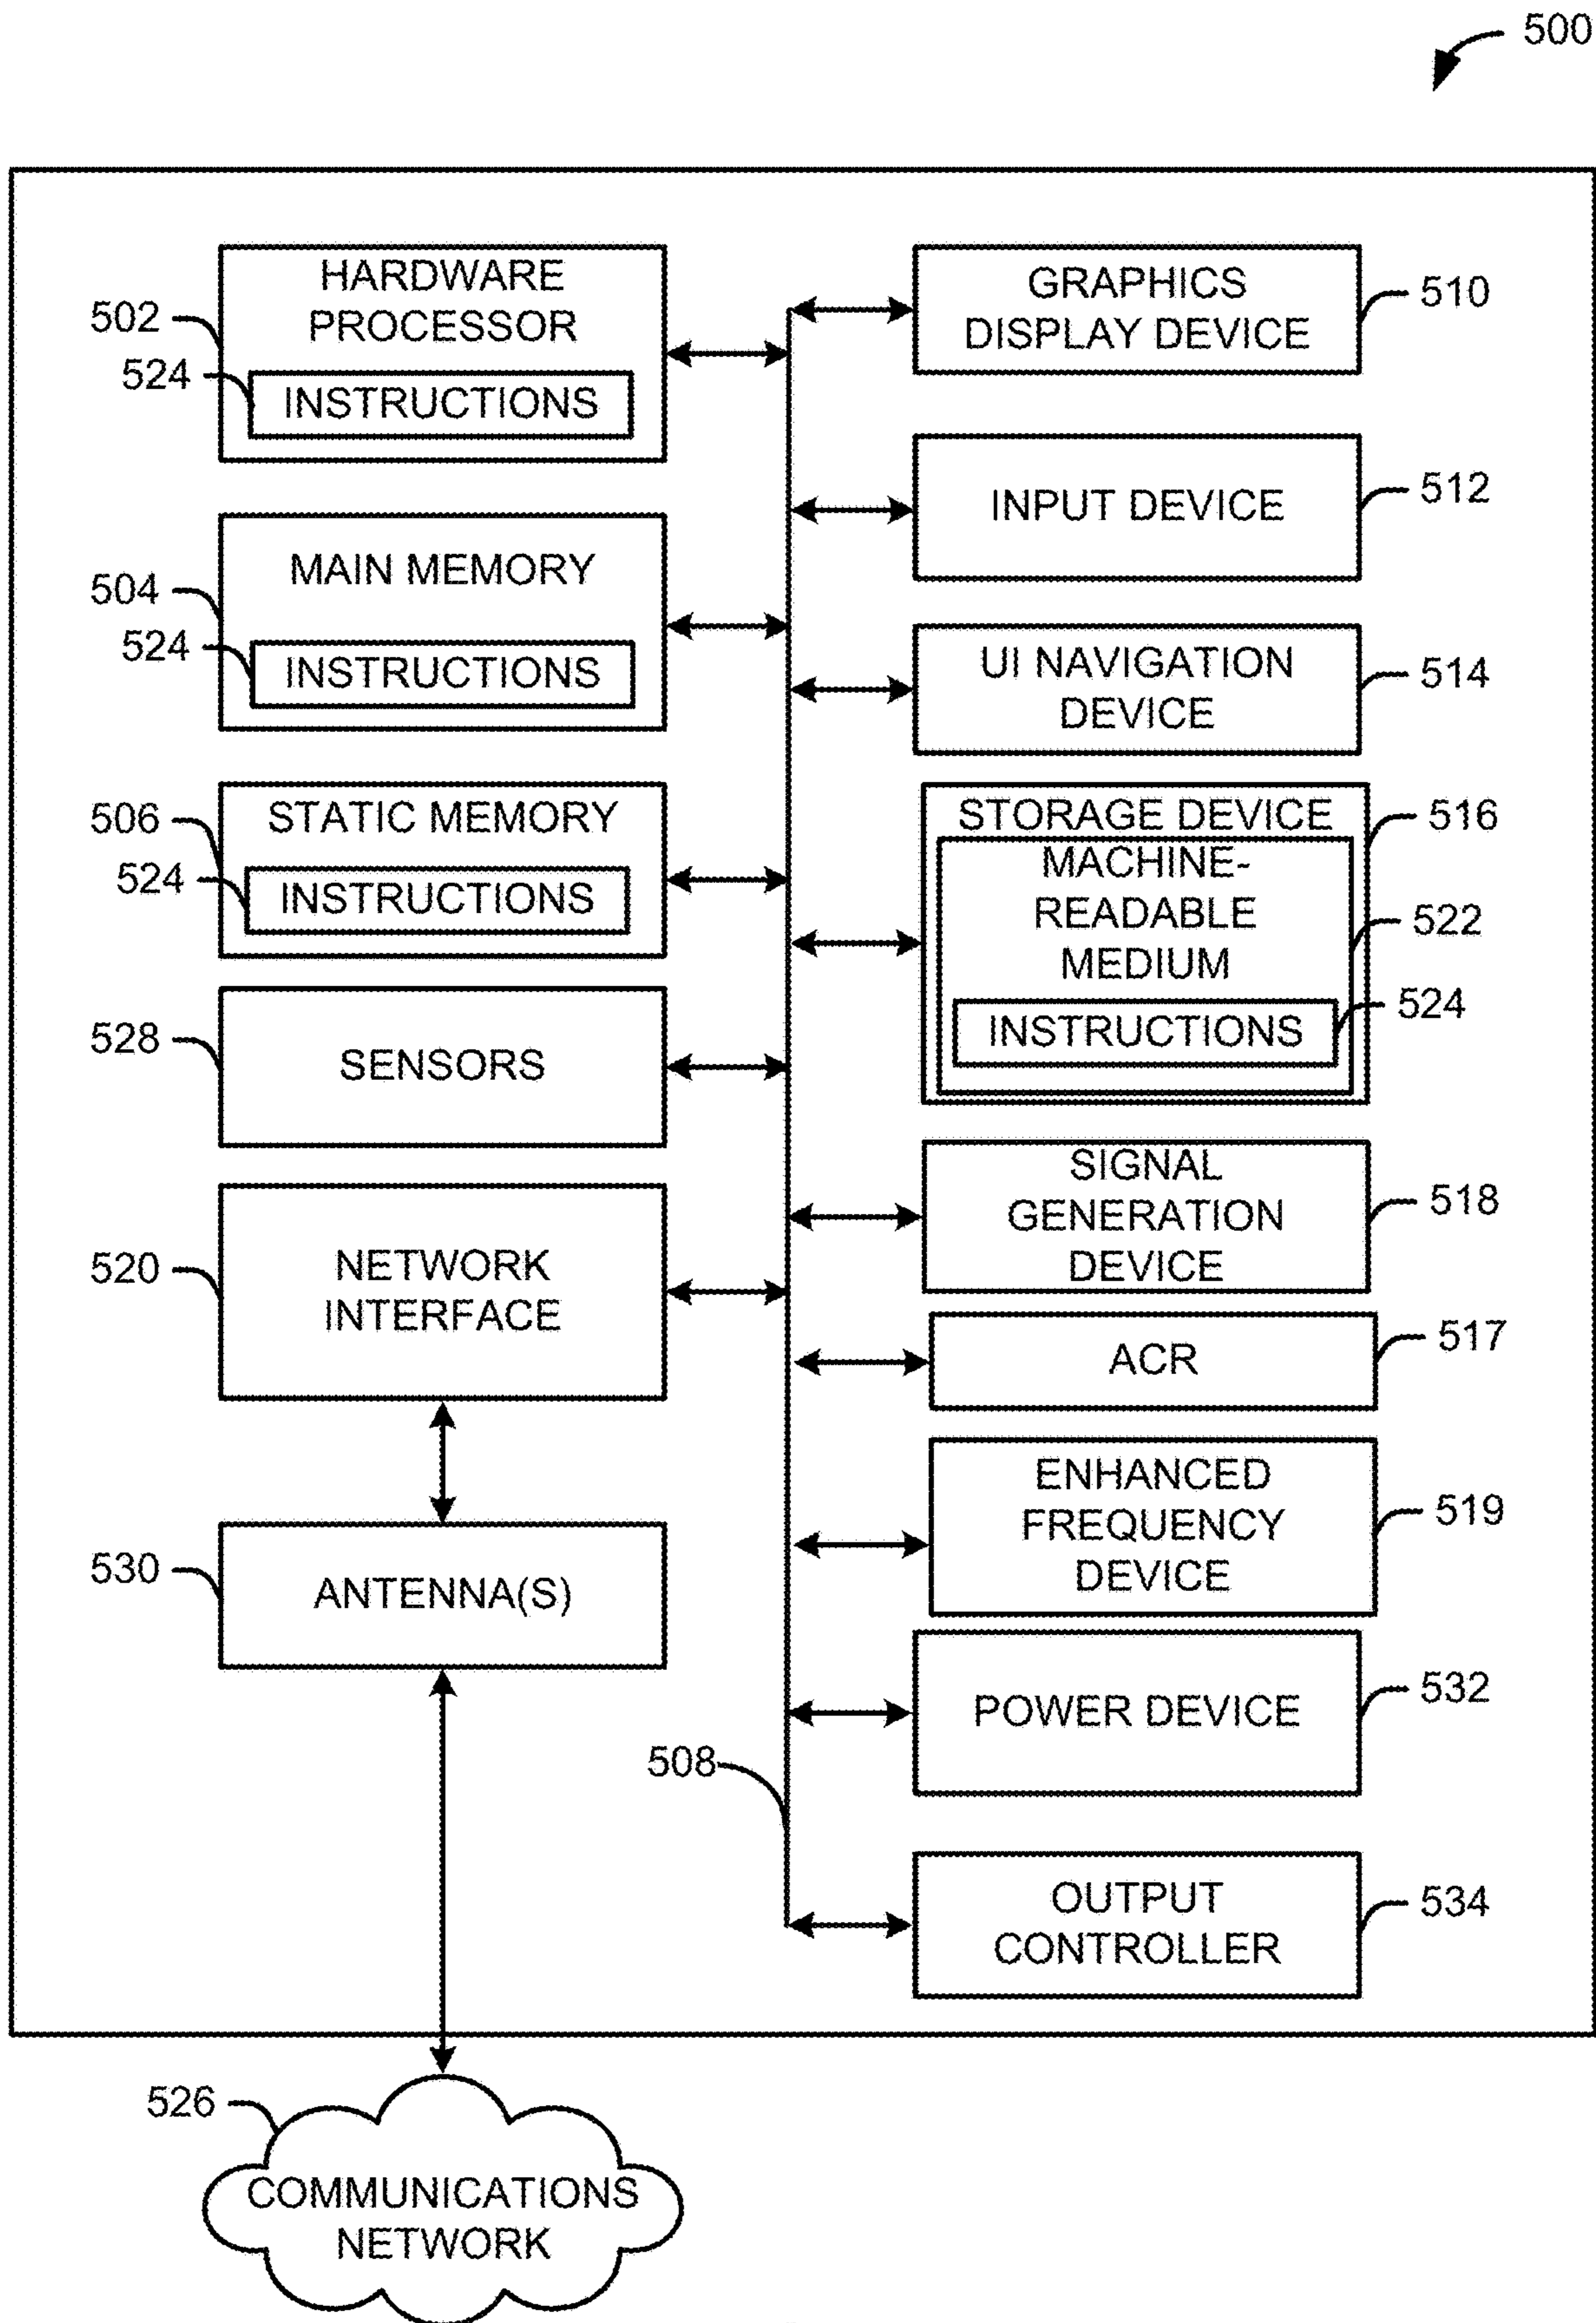 500
HARDWARE
PROCESSOR
502
524
INSTRUCTIONS
MAIN MEMORY
504
524
INSTRUCTIONS
STATIC MEMORY
506
524
INSTRUCTIONS
528
SENSORS
520
NETWORK
INTERFACE
530
ANTENNA(S)
508
GRAPHICS
DISPLAY DEVICE
510
INPUT DEVICE
512
UI NAVIGATION
DEVICE
514
STORAGE DEVICE
516
MACHINE-
READABLE
MEDIUM
522
INSTRUCTIONS
524
SIGNAL
GENERATION
DEVICE
518
ACR
517
ENHANCED
FREQUENCY
DEVICE
519
POWER DEVICE
532
OUTPUT
CONTROLLER
534
526
COMMUNICATIONS
NETWORK